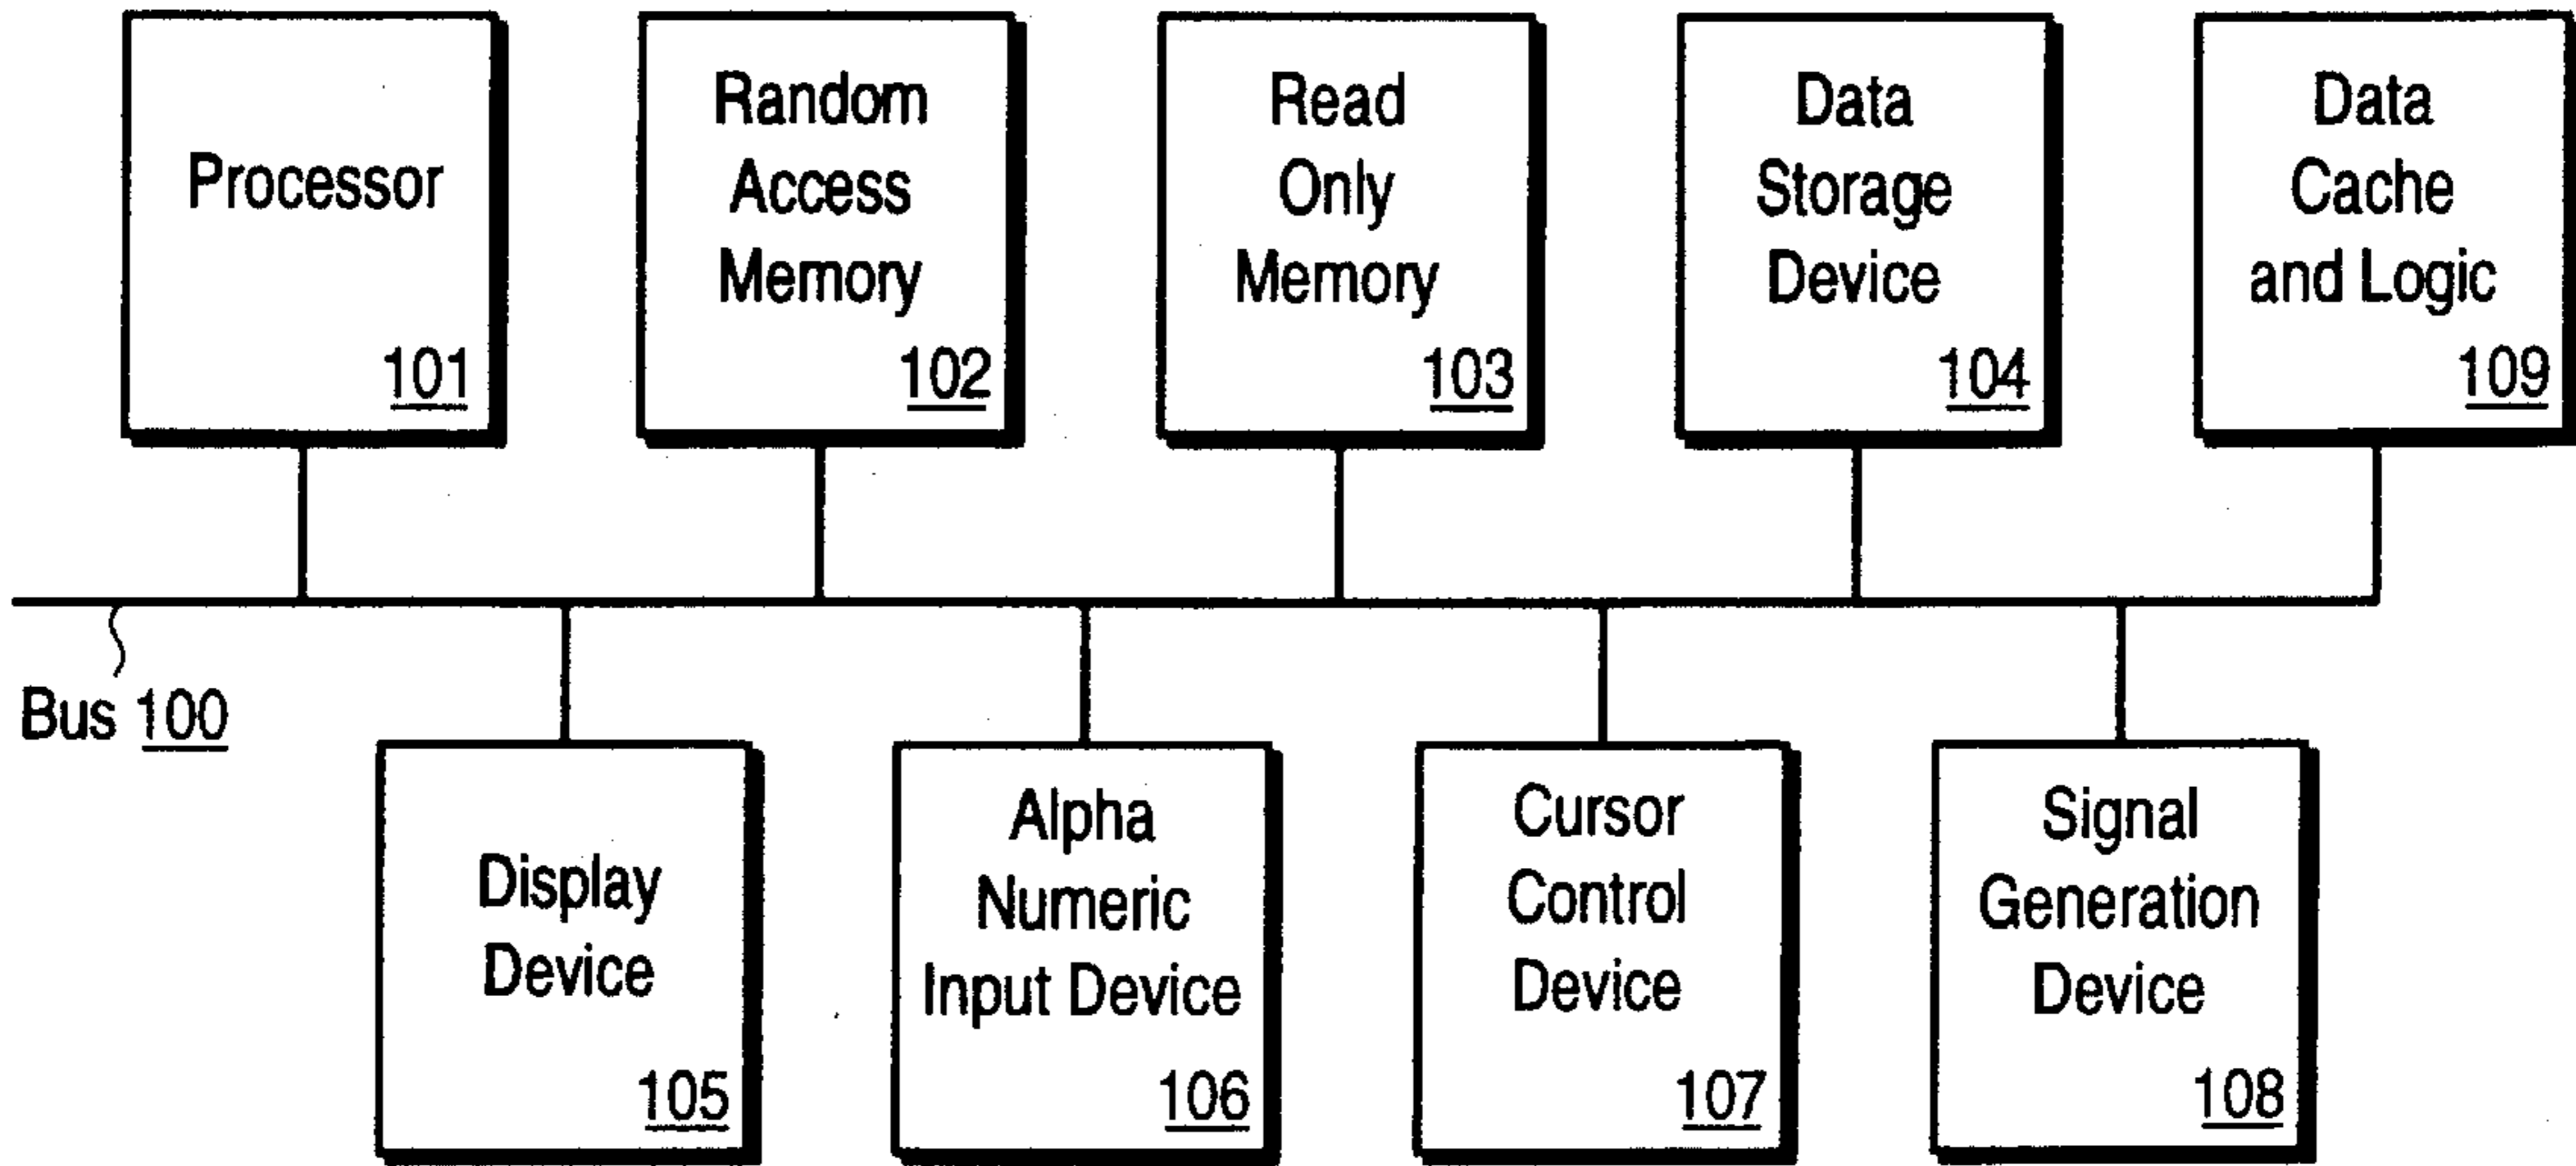 Processor
101
Random
Access
Memory
102
Read
Only
Memory
103
Data
Storage
Device
104
Data
Cache
and Logic
109
Bus 100
Display
Device
105
Alpha
Numeric
Input Device
106
Cursor
Control
Device
107
Signal
Generation
Device
108